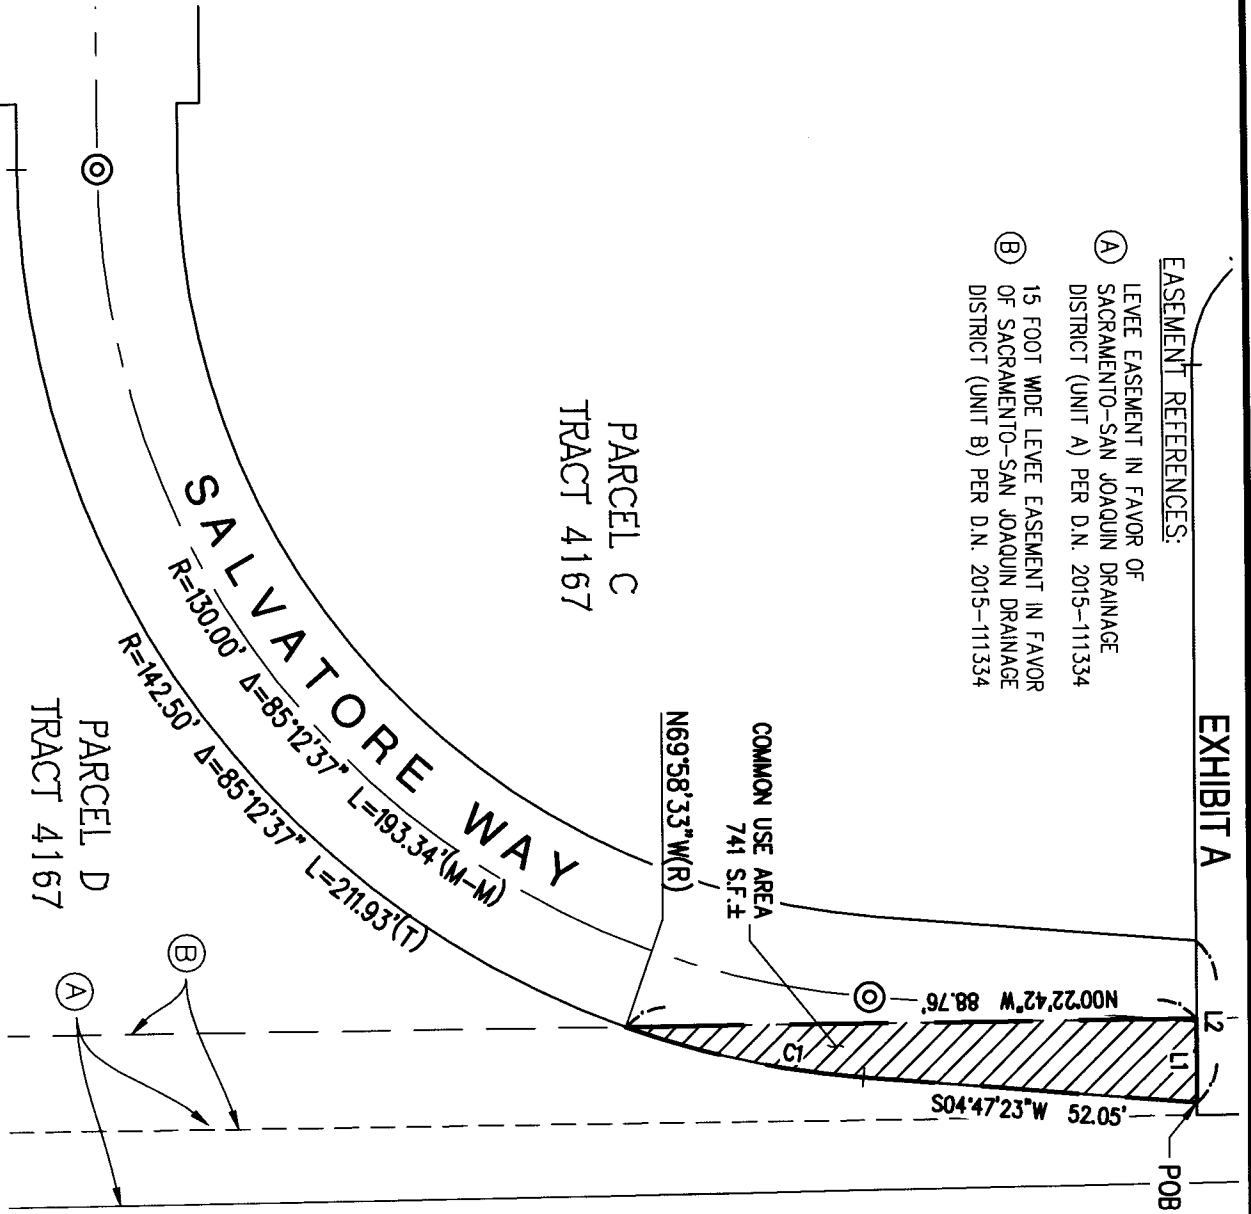 EXHIBIT A
EASEMENT REFERENCES:
A
LEVEE EASEMENT IN FAVOR OF
SACRAMENTO-SAN JOAQUIN DRAINAGE
DISTRICT (UNIT A) PER D.N. 2015-111334
B
15 FOOT WIDE LEVEE EASEMENT IN FAVOR
OF SACRAMENTO-SAN JOAQUIN DRAINAGE
DISTRICT (UNIT B) PER D.N. 2015-111334
PARCEL C
TRACT 4167
COMMON USE AREA
741 S.F.±
N69°58'33"W(R)
N00°22'42"W 88.76'
L2
L1
C1
S04°47'23"W 52.05'
POB
SALVATORE WAY
R=130.00' Δ=85°12'37" L=193.34'(M-M)
R=142.50' Δ=85°12'37" L=211.93'(T)
PARCEL D
TRACT 4167
B
A